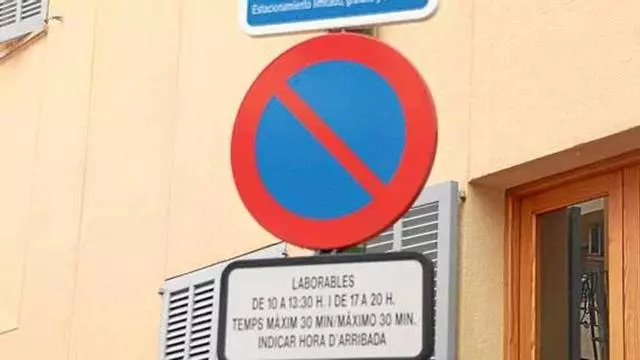 Estacionamiento limitado, gratuito y
LABORABLES
DE 10 A 13:30 H. I DE 17 A 20 H.
TEMPS MÀXIM 30 MIN/MÁXIMO 30 MIN.
INDICAR HORA D'ARRIBADA